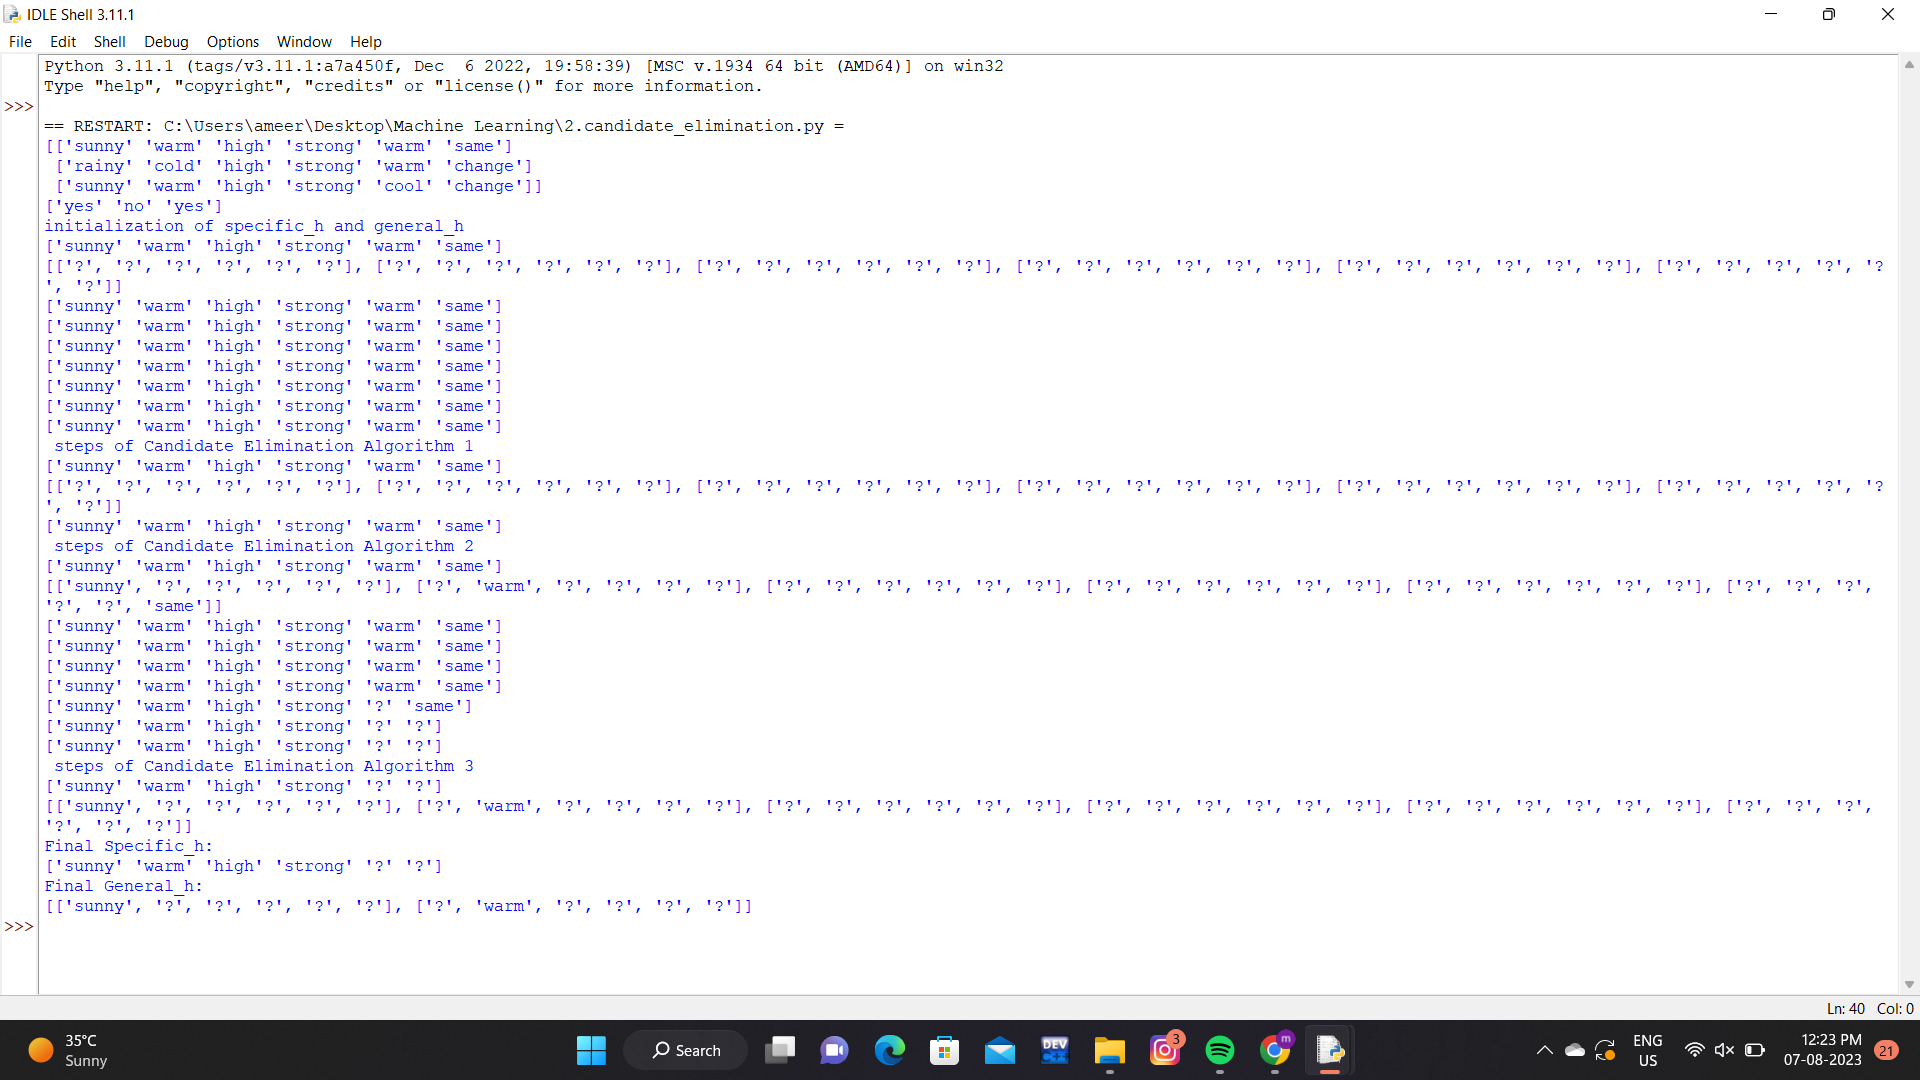 IDLE Shell 3.11.1
File Edit Shell Debug Options Window Help
Python 3.11.1 (tags/v3.11.1:a7a450f, Dec  6 2022, 19:58:39) [MSC v.1934 64 bit (AMD64)] on win32
Type "help", "copyright", "credits" or "license()" for more information.
>>>
== RESTART: C:\Users\ameer\Desktop\Machine Learning\2.candidate_elimination.py =
[['sunny' 'warm' 'high' 'strong' 'warm' 'same']
 ['rainy' 'cold' 'high' 'strong' 'warm' 'change']
 ['sunny' 'warm' 'high' 'strong' 'cool' 'change']]
['yes' 'no' 'yes']
initialization of specific_h and general_h
['sunny' 'warm' 'high' 'strong' 'warm' 'same']
[['?', '?', '?', '?', '?', '?'], ['?', '?', '?', '?', '?', '?'], ['?', '?', '?', '?', '?', '?'], ['?', '?', '?', '?', '?', '?'], ['?', '?', '?', '?', '?', '?'], ['?', '?', '?', '?', '?
', '?']]
['sunny' 'warm' 'high' 'strong' 'warm' 'same']
['sunny' 'warm' 'high' 'strong' 'warm' 'same']
['sunny' 'warm' 'high' 'strong' 'warm' 'same']
['sunny' 'warm' 'high' 'strong' 'warm' 'same']
['sunny' 'warm' 'high' 'strong' 'warm' 'same']
['sunny' 'warm' 'high' 'strong' 'warm' 'same']
['sunny' 'warm' 'high' 'strong' 'warm' 'same']
 steps of Candidate Elimination Algorithm 1
['sunny' 'warm' 'high' 'strong' 'warm' 'same']
[['?', '?', '?', '?', '?', '?'], ['?', '?', '?', '?', '?', '?'], ['?', '?', '?', '?', '?', '?'], ['?', '?', '?', '?', '?', '?'], ['?', '?', '?', '?', '?', '?'], ['?', '?', '?', '?', '?
', '?']]
['sunny' 'warm' 'high' 'strong' 'warm' 'same']
 steps of Candidate Elimination Algorithm 2
['sunny' 'warm' 'high' 'strong' 'warm' 'same']
[['sunny', '?', '?', '?', '?', '?'], ['?', 'warm', '?', '?', '?', '?'], ['?', '?', '?', '?', '?', '?'], ['?', '?', '?', '?', '?', '?'], ['?', '?', '?', '?', '?', '?'], ['?', '?', '?',
'?', '?', 'same']]
['sunny' 'warm' 'high' 'strong' 'warm' 'same']
['sunny' 'warm' 'high' 'strong' 'warm' 'same']
['sunny' 'warm' 'high' 'strong' 'warm' 'same']
['sunny' 'warm' 'high' 'strong' 'warm' 'same']
['sunny' 'warm' 'high' 'strong' '?' 'same']
['sunny' 'warm' 'high' 'strong' '?' '?']
['sunny' 'warm' 'high' 'strong' '?' '?']
 steps of Candidate Elimination Algorithm 3
['sunny' 'warm' 'high' 'strong' '?' '?']
[['sunny', '?', '?', '?', '?', '?'], ['?', 'warm', '?', '?', '?', '?'], ['?', '?', '?', '?', '?', '?'], ['?', '?', '?', '?', '?', '?'], ['?', '?', '?', '?', '?', '?'], ['?', '?', '?',
'?', '?', '?']]
Final Specific_h:
['sunny' 'warm' 'high' 'strong' '?' '?']
Final General_h:
[['sunny', '?', '?', '?', '?', '?'], ['?', 'warm', '?', '?', '?', '?']]
>>>
Ln: 40 Col: 0
35°C
Sunny
Search
DEV
C++
3
m
ENG
US
12:23 PM
07-08-2023
21